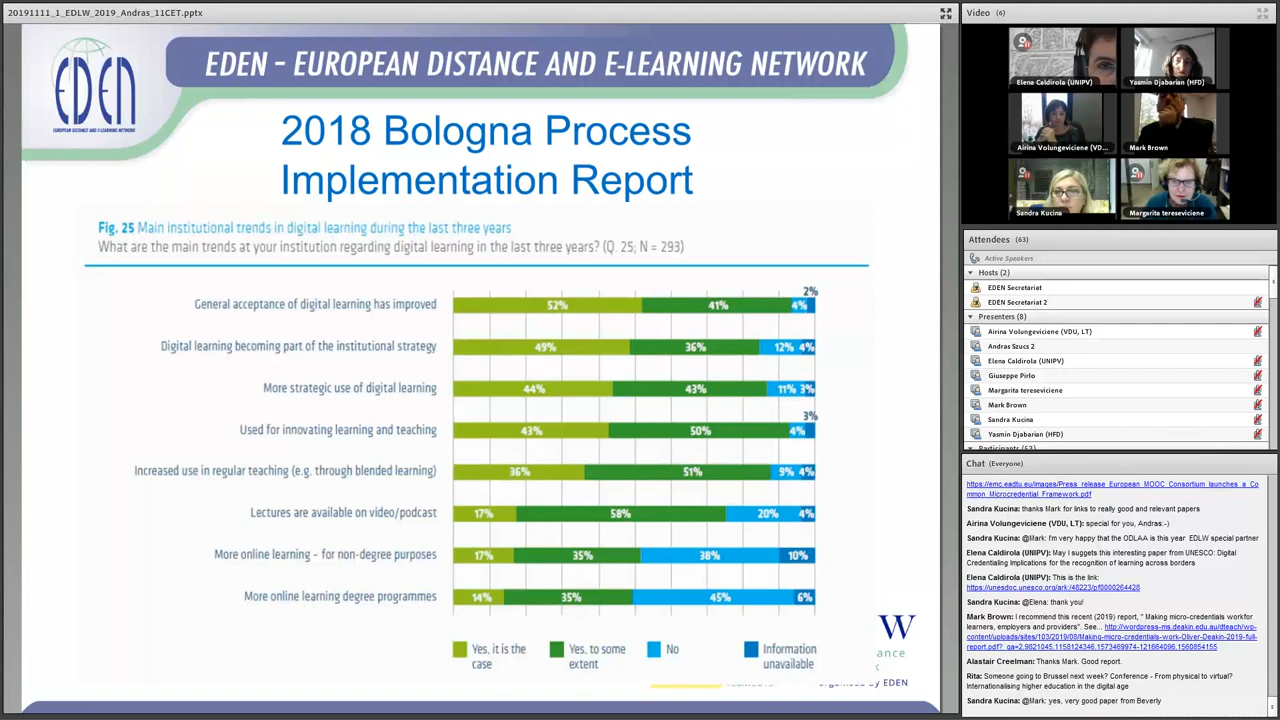 20191111_1_EDLW_2019_Andras_11CET.pptx
EDEN
EUROPEAN DISTANCE AND E-LEARNING NETWORK
EDEN - EUROPEAN DISTANCE AND E-LEARNING NETWORK
2018 Bologna Process
Implementation Report
Fig. 25 Main institutional trends in digital learning during the last three years
What are the main trends at your institution regarding digital learning in the last three years? (Q. 25; N = 293)
2%
General acceptance of digital learning has improved 52% 41% 4%
Digital learning becoming part of the institutional strategy 49% 36% 12% 4%
More strategic use of digital learning 44% 43% 11% 3%
3%
Used for innovating learning and teaching 43% 50% 4%
Increased use in regular teaching (e.g. through blended learning) 36% 51% 9% 4%
Lectures are available on video/podcast 17% 58% 20% 4%
More online learning – for non-degree purposes 17% 35% 38% 10%
More online learning degree programmes 14% 35% 45% 6%
Yes, it is the case
Yes. to some extent
No
Information unavailable
W
ance
k
Organised by EDEN
Video (6)
Elena Caldirola (UNIPV)
Yasmin Djabarian (HFD)
Airina Volungeviciene (VD...
Mark Brown
Sandra Kucina
Margarita tereseviciene
Attendees (63)
Active Speakers
Hosts (2)
EDEN Secretariat
EDEN Secretariat 2
Presenters (8)
Airina Volungeviciene (VDU, LT)
Andras Szucs 2
Elena Caldirola (UNIPV)
Giuseppe Pirlo
Margarita tereseviciene
Mark Brown
Sandra Kucina
Yasmin Djabarian (HFD)
Chat (Everyone)
https://emc.eadtu.eu/images/Press_release_European_MOOC_Consortium_launches_a_Co
mmon_Microcredential_Framework.pdf
Sandra Kucina: thanks Mark for links to really good and relevant papers
Airina Volungeviciene (VDU, LT): special for you, Andras:-)
Sandra Kucina: @Mark: I'm very happy that the ODLAA is this year EDLW special partner
Elena Caldirola (UNIPV): May I suggests this interesting paper from UNESCO: Digital
Credentialing Implications for the recognition of learning across
borders
Elena Caldirola (UNIPV): This is the link:
https://unesdoc.unesco.org/ark:/48223/pf0000264428
Sandra Kucina: @Elena: thank you!
Mark Brown: I recommend this recent (2019) report, " Making micro-credentials workfor
learners, employers and providers". See... http://wordpress-ms.deakin.edu.au/dteach/wp-
content/uploads/sites/103/2019/08/Making-micro-credentials-work-Oliver-Deakin-2019-full-
report.pdf?_ga=2.9821045.1158124346.1573469974-121664096.1560854155
Alastair Creelman: Thanks Mark. Good report.
Rita: Someone going to Brussel next week? Conference - From physical to virtual?
Internationalising higher education in the digital age
Sandra Kucina: @Mark: yes, very good paper from Beverly